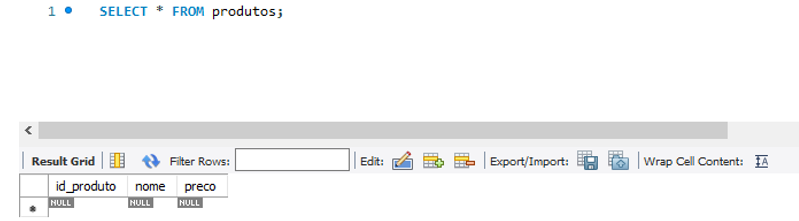 1 SELECT * FROM produtos;
Result Grid Filter Rows: Edit: Export/Import: Wrap Cell Content: IA
id_produto nome preco
* NULL NULL NULL